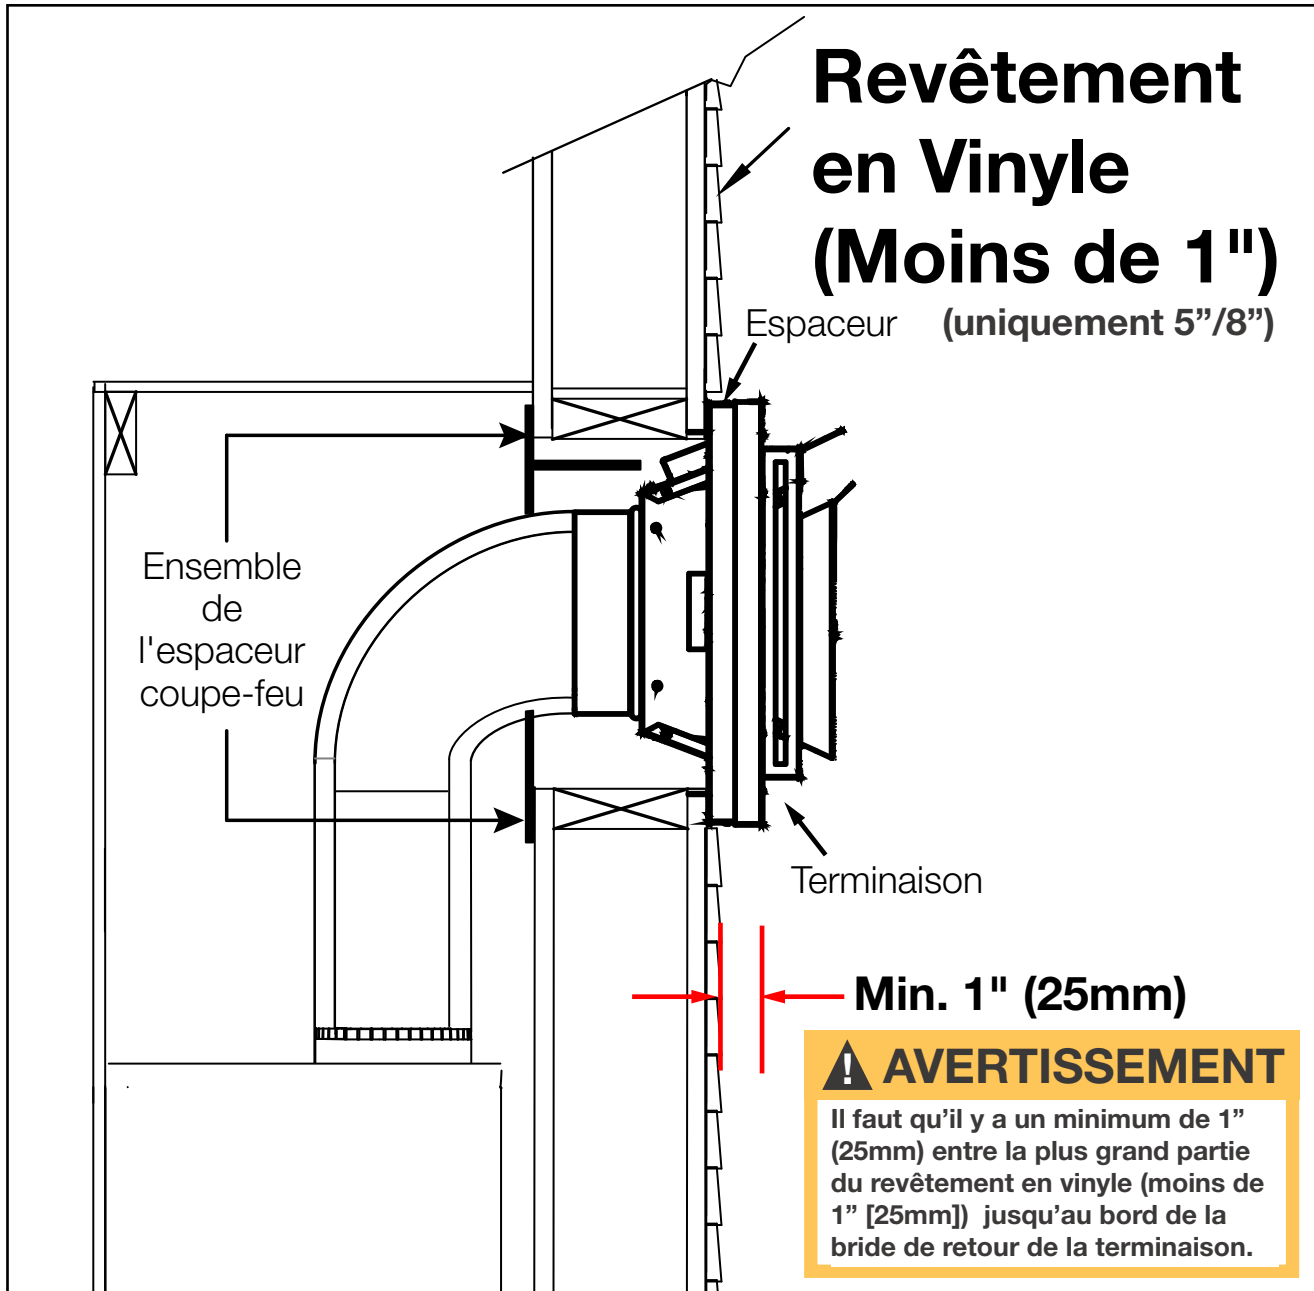 Revêtement
en Vinyle
(Moins de 1")
Espaceur
(uniquement 5”/8”)
Ensemble
de
l'espaceur
coupe-feu
Terminaison
Min. 1" (25mm)
AVERTISSEMENT
Il faut qu’il y a un minimum de 1”
(25mm) entre la plus grand partie
du revêtement en vinyle (moins de
1” [25mm]) jusqu’au bord de la
bride de retour de la terminaison.